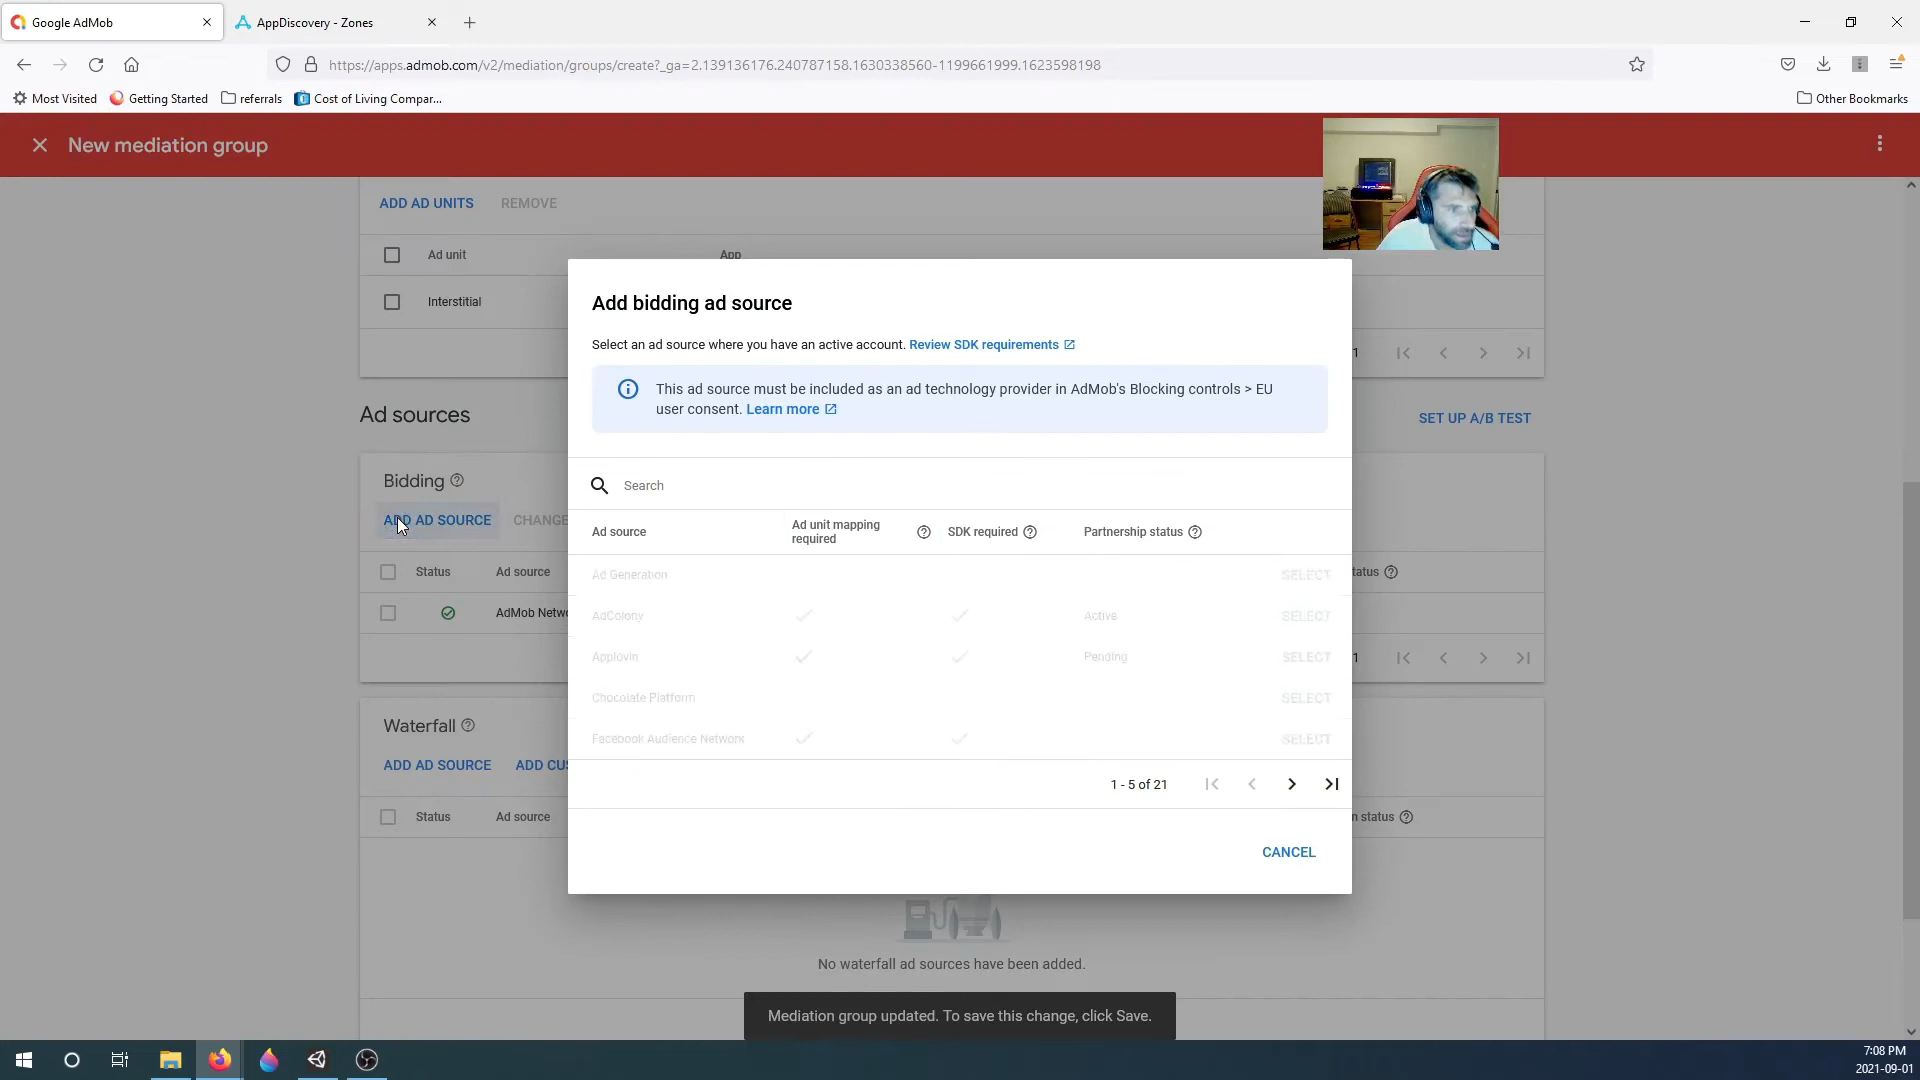 Google AdMob
AppDiscovery - Zones
https://apps.admob.com/v2/mediation/groups/create?_ga=2.139136176.240787158.1630338560-1199661999.1623598198
Most Visited
Getting Started
referrals
Cost of Living Compar...
Other Bookmarks
New mediation group
ADD AD UNITS
REMOVE
Ad unit
App
Interstitial
1
Ad sources
SET UP A/B TEST
Bidding
ADD AD SOURCE
CHANGE
Status
Ad source
tatus
AdMob Netwo
1
Waterfall
ADD AD SOURCE
ADD CUS
Status
Ad source
n status
No waterfall ad sources have been added.
Add bidding ad source
Select an ad source where you have an active account. Review SDK requirements
This ad source must be included as an ad technology provider in AdMob's Blocking controls > EU
user consent. Learn more
Search
Ad source
Ad unit mapping
required
SDK required
Partnership status
Ad Generation
SELECT
AdColony
Active
SELECT
Applovin
Pending
SELECT
Chocolate Platform
SELECT
Facebook Audience Network
SELECT
1 - 5 of 21
CANCEL
Mediation group updated. To save this change, click Save.
7:08 PM
2021-09-01